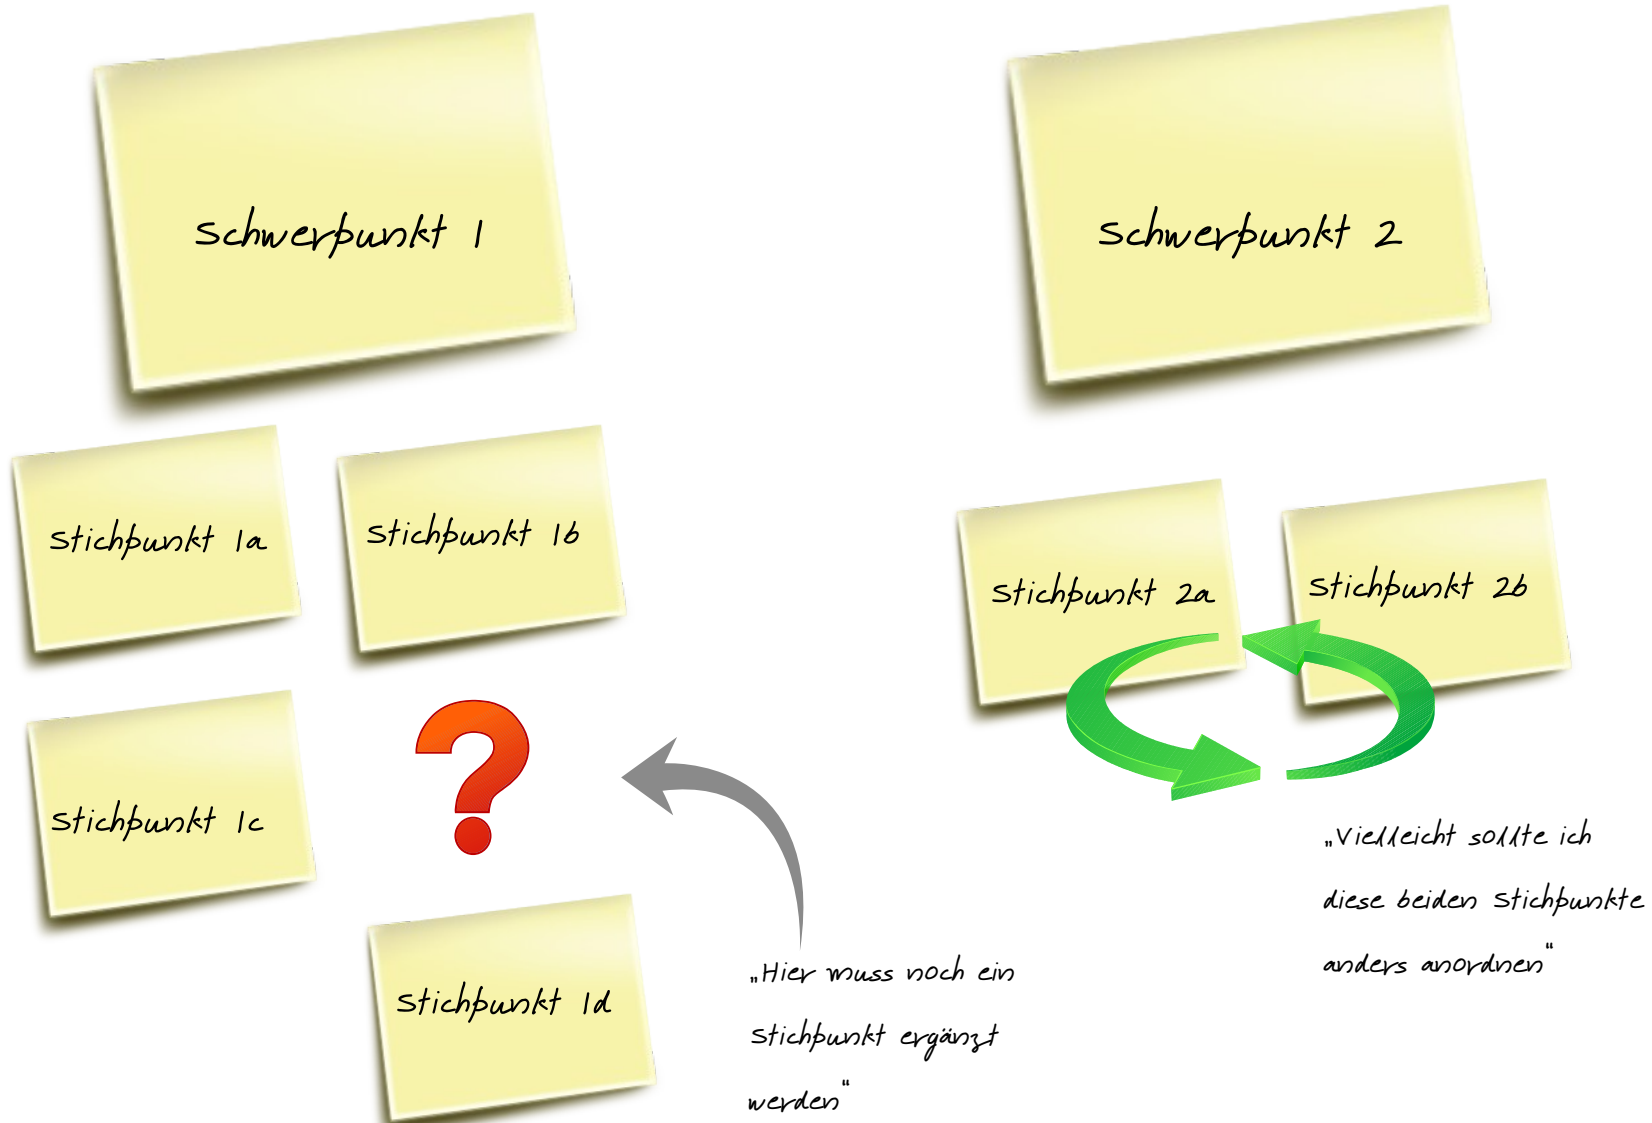 Schwerpunkt 1
Schwerpunkt 2
Stichpunkt 1a
Stichpunkt 1b
Stichpunkt 2a
Stichpunkt 2b
Stichpunkt 1c
Stichpunkt 1d
„Hier muss noch ein
Stichpunkt ergänzt
werden“
„Vielleicht sollte ich
diese beiden Stichpunkte
anders anordnen“